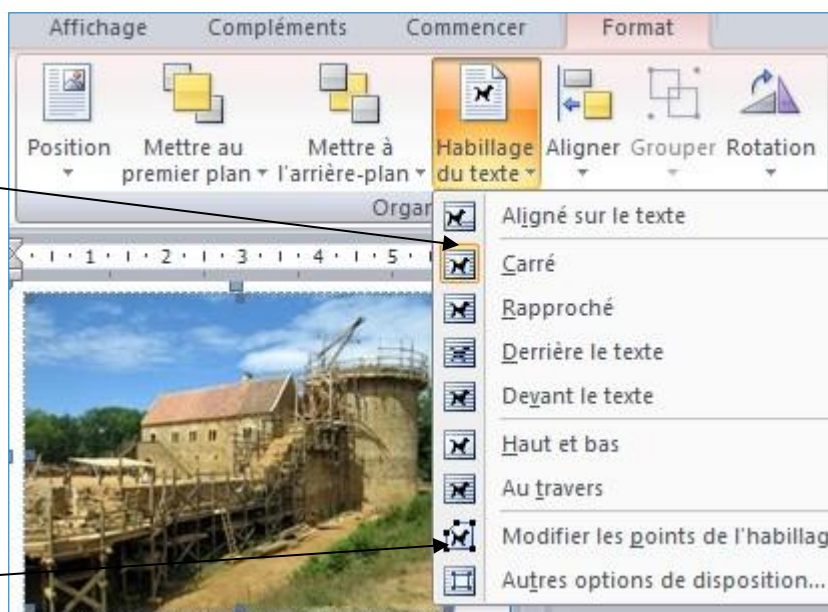 Affichage Compléments Commencer Format
Position Mettre au premier plan Mettre à l'arrière-plan Habillage du texte Aligner Grouper Rotation
Organ
1 2 3 4 5
Aligné sur le texte
Carré
Rapproché
Derrière le texte
Devant le texte
Haut et bas
Au travers
Modifier les points de l'habillag
Autres options de disposition...